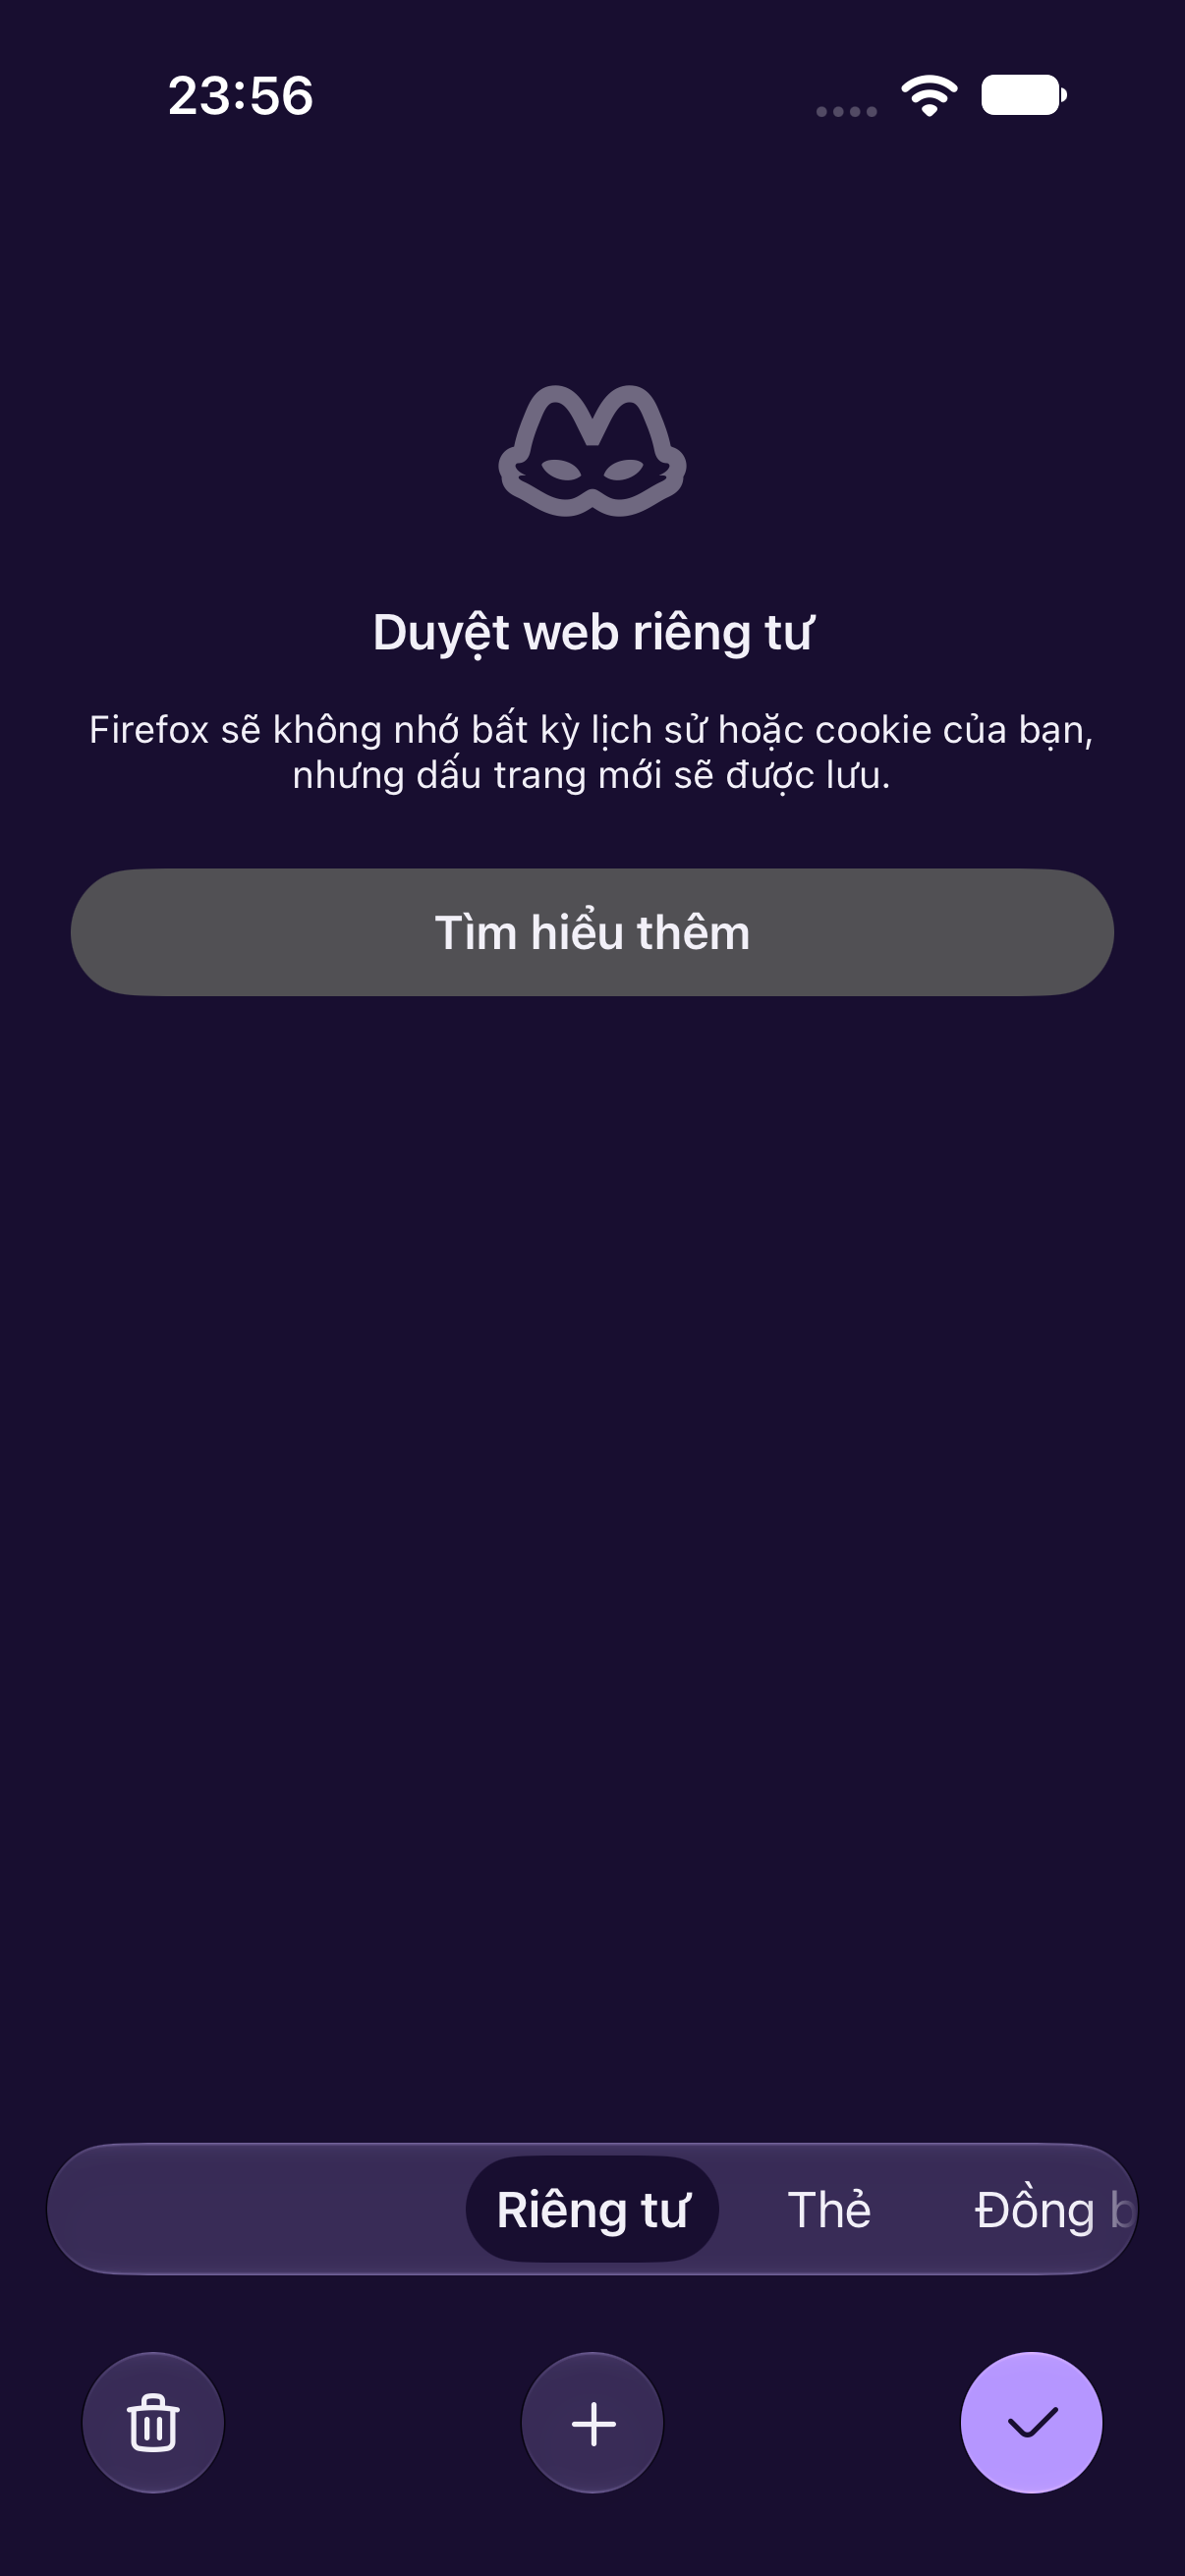 23:56
Duyệt web riêng tư
Firefox sẽ không nhớ bất kỳ lịch sử hoặc cookie của bạn,
nhưng dấu trang mới sẽ được lưu.
Tìm hiểu thêm
Riêng tư Thẻ Đồng b